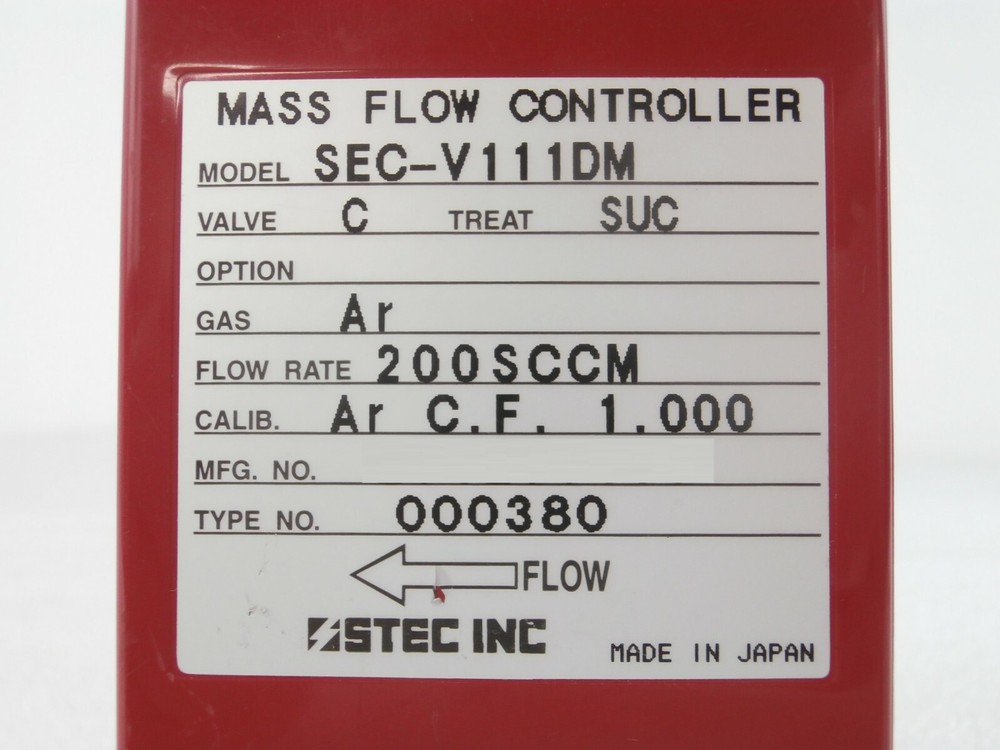 MASS FLOW CONTROLLER
MODEL SEC-V111DM
VALVE C TREAT SUC
OPTION
GAS Ar
FLOW RATE 200SCCM
CALIB. Ar C.F. 1.000
MFG. NO.
TYPE NO. 000380
FLOW
STEC INC
MADE IN JAPAN